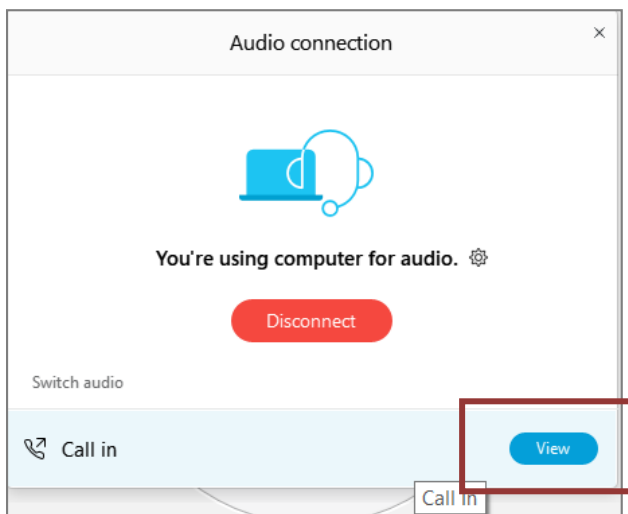 Audio connection
You're using computer for audio.
Disconnect
Switch audio
Call in
View
Call in